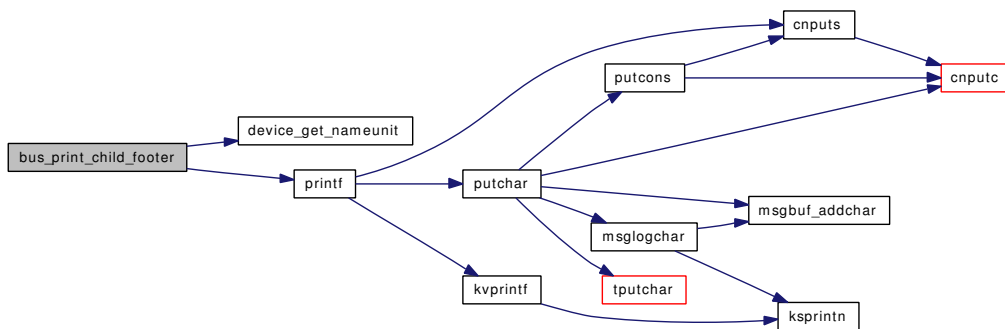 cnputs
putcons
cnputc
device_get_nameunit
bus_print_child_footer
printf
putchar
msgbuf_addchar
msglogchar
kvprintf
tputchar
ksprintn